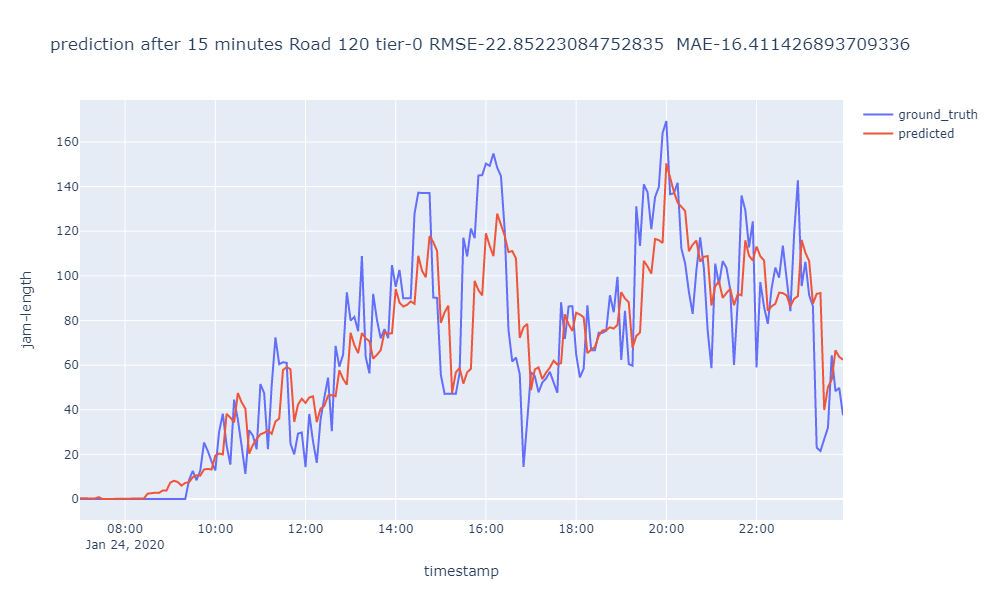 prediction after 15 minutes Road 120 tier-0 RMSE-22.85223084752835  MAE-16.411426893709336
ground_truth
predicted
160
140
120
100
80
60
40
20
0
jam-length
08:00 10:00 12:00 14:00 16:00 18:00 20:00 22:00
Jan 24, 2020
timestamp